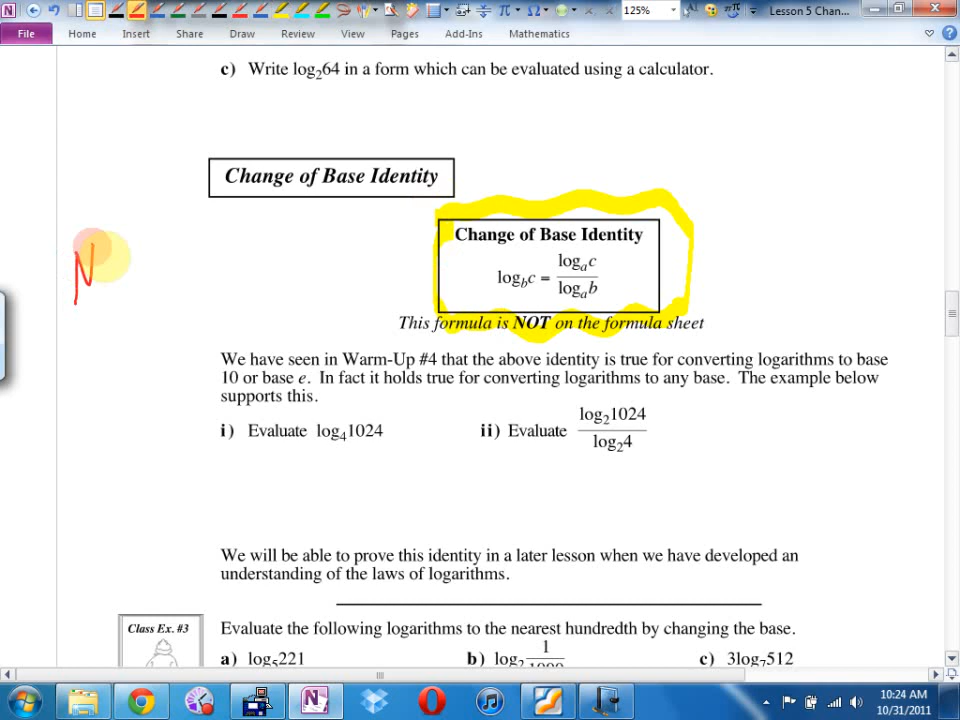 125%
Lesson 5 Chan...
File Home Insert Share Draw Review View Pages Add-Ins Mathematics
c) Write log₂64 in a form which can be evaluated using a calculator.
Change of Base Identity
Change of Base Identity
log_b c = log_a c / log_a b
This formula is NOT on the formula sheet
N
We have seen in Warm-Up #4 that the above identity is true for converting logarithms to base
10 or base e. In fact it holds true for converting logarithms to any base. The example below
supports this.
i) Evaluate log₄1024
ii) Evaluate log₂1024 / log₂4
We will be able to prove this identity in a later lesson when we have developed an
understanding of the laws of logarithms.
Class Ex. #3
Evaluate the following logarithms to the nearest hundredth by changing the base.
a) log₅221
b) log₂ 1/1000
c) 3log₇512
10:24 AM
10/31/2011